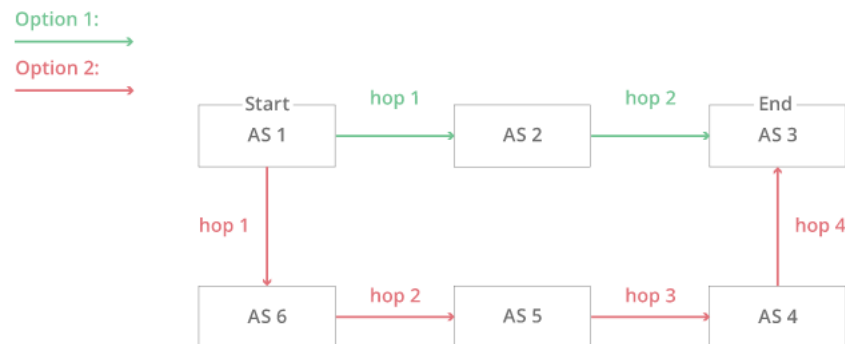 Option 1:
Option 2:
Start
hop 1
hop 2
End
AS 1
AS 2
AS 3
hop 1
hop 4
hop 2
hop 3
AS 6
AS 5
AS 4